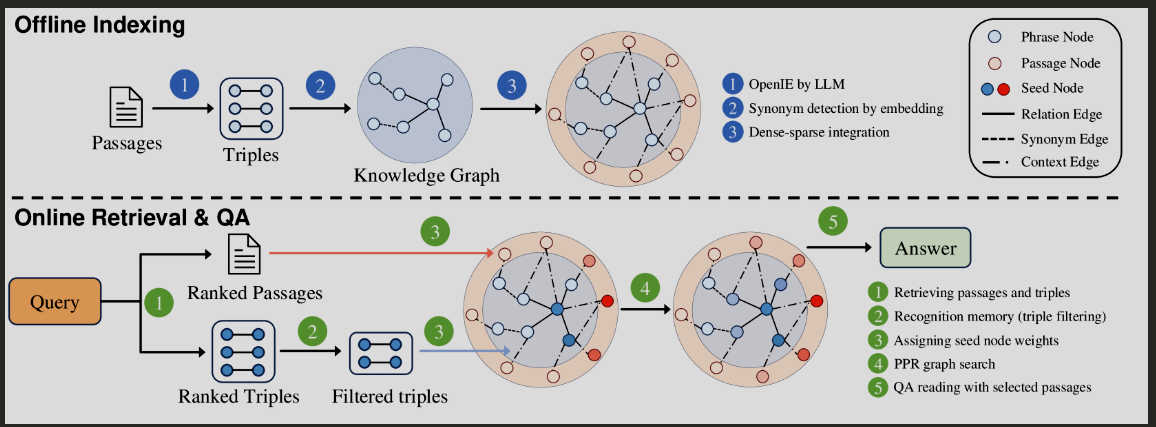 Offline Indexing
1
2
3
Passages
Triples
Knowledge Graph
1 OpenIE by LLM
2 Synonym detection by embedding
3 Dense-sparse integration
Phrase Node
Passage Node
Seed Node
Relation Edge
Synonym Edge
Context Edge
Online Retrieval & QA
Query
1
Ranked Passages
3
Ranked Triples
2
Filtered triples
3
4
5
Answer
1 Retrieving passages and triples
2 Recognition memory (triple filtering)
3 Assigning seed node weights
4 PPR graph search
5 QA reading with selected passages